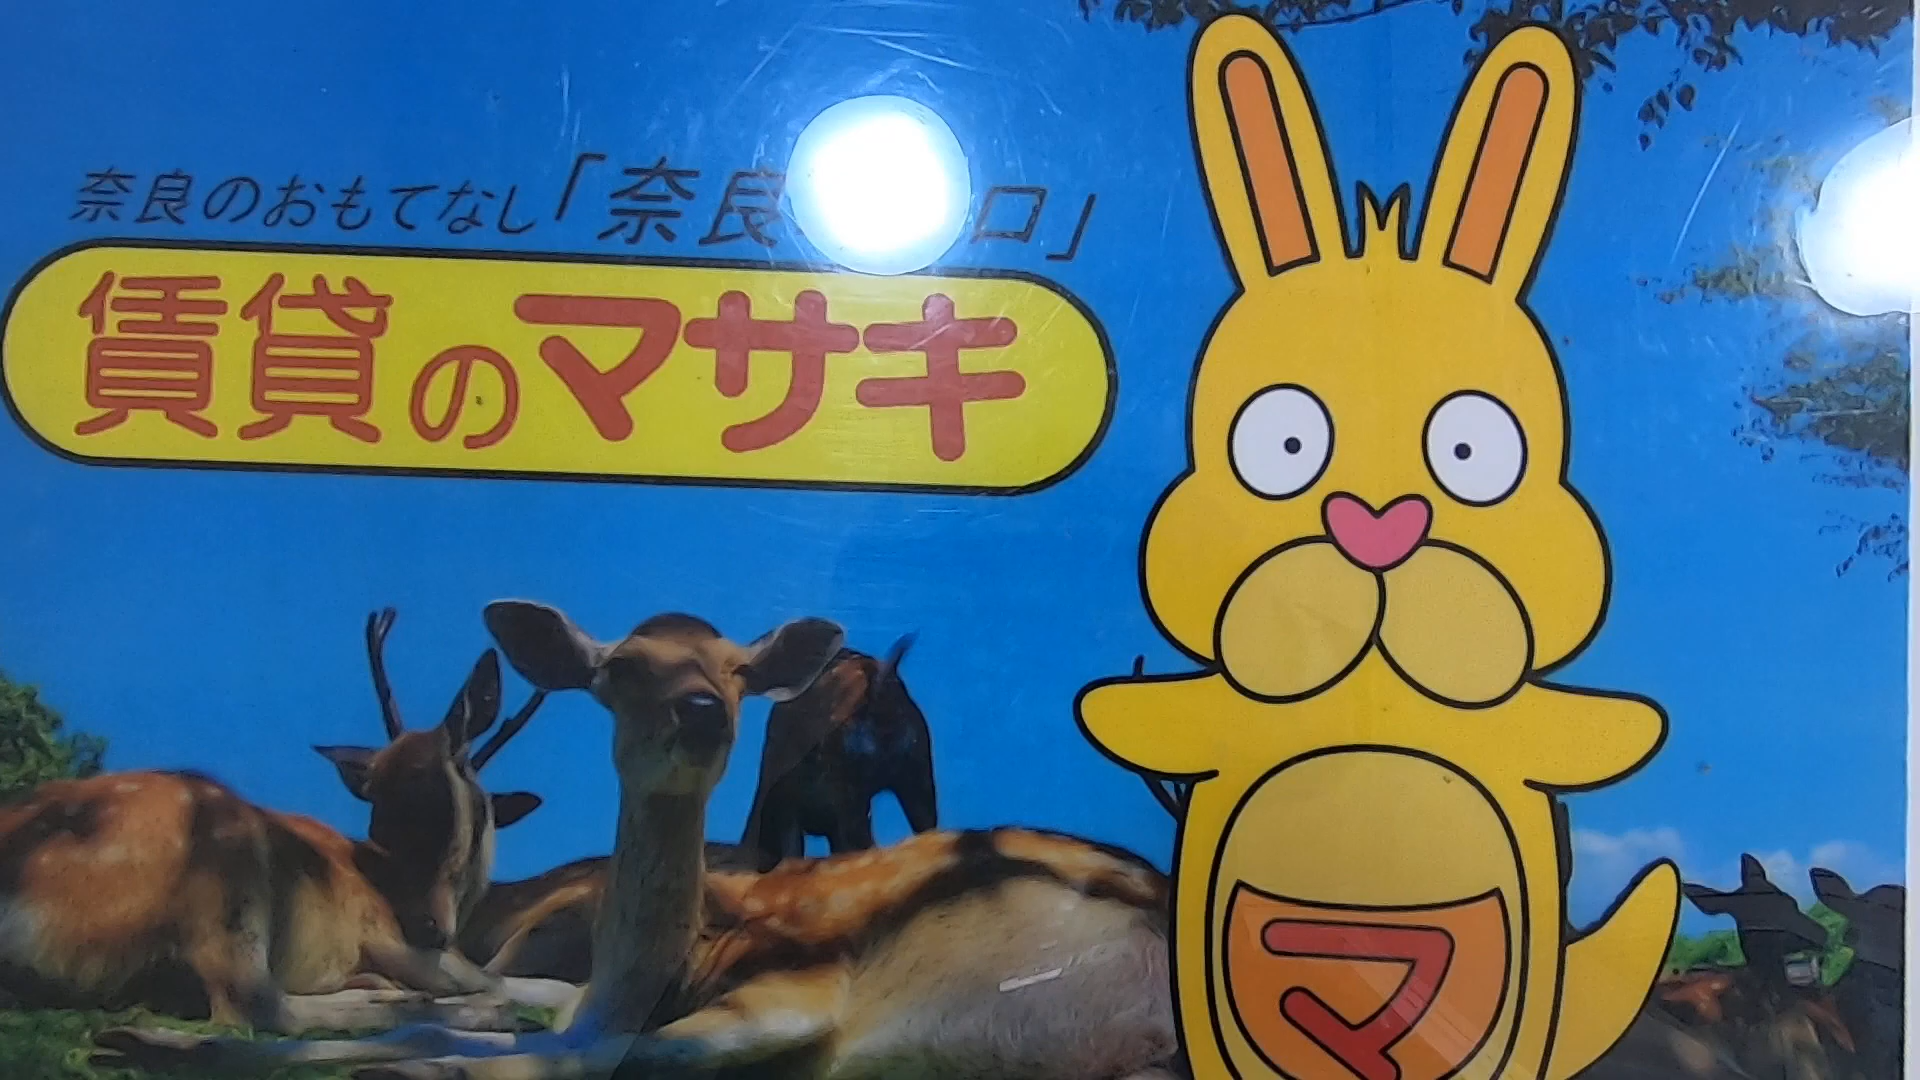 奈良のおもてなし「奈良 ロ」
賃貸のマサキ
マ